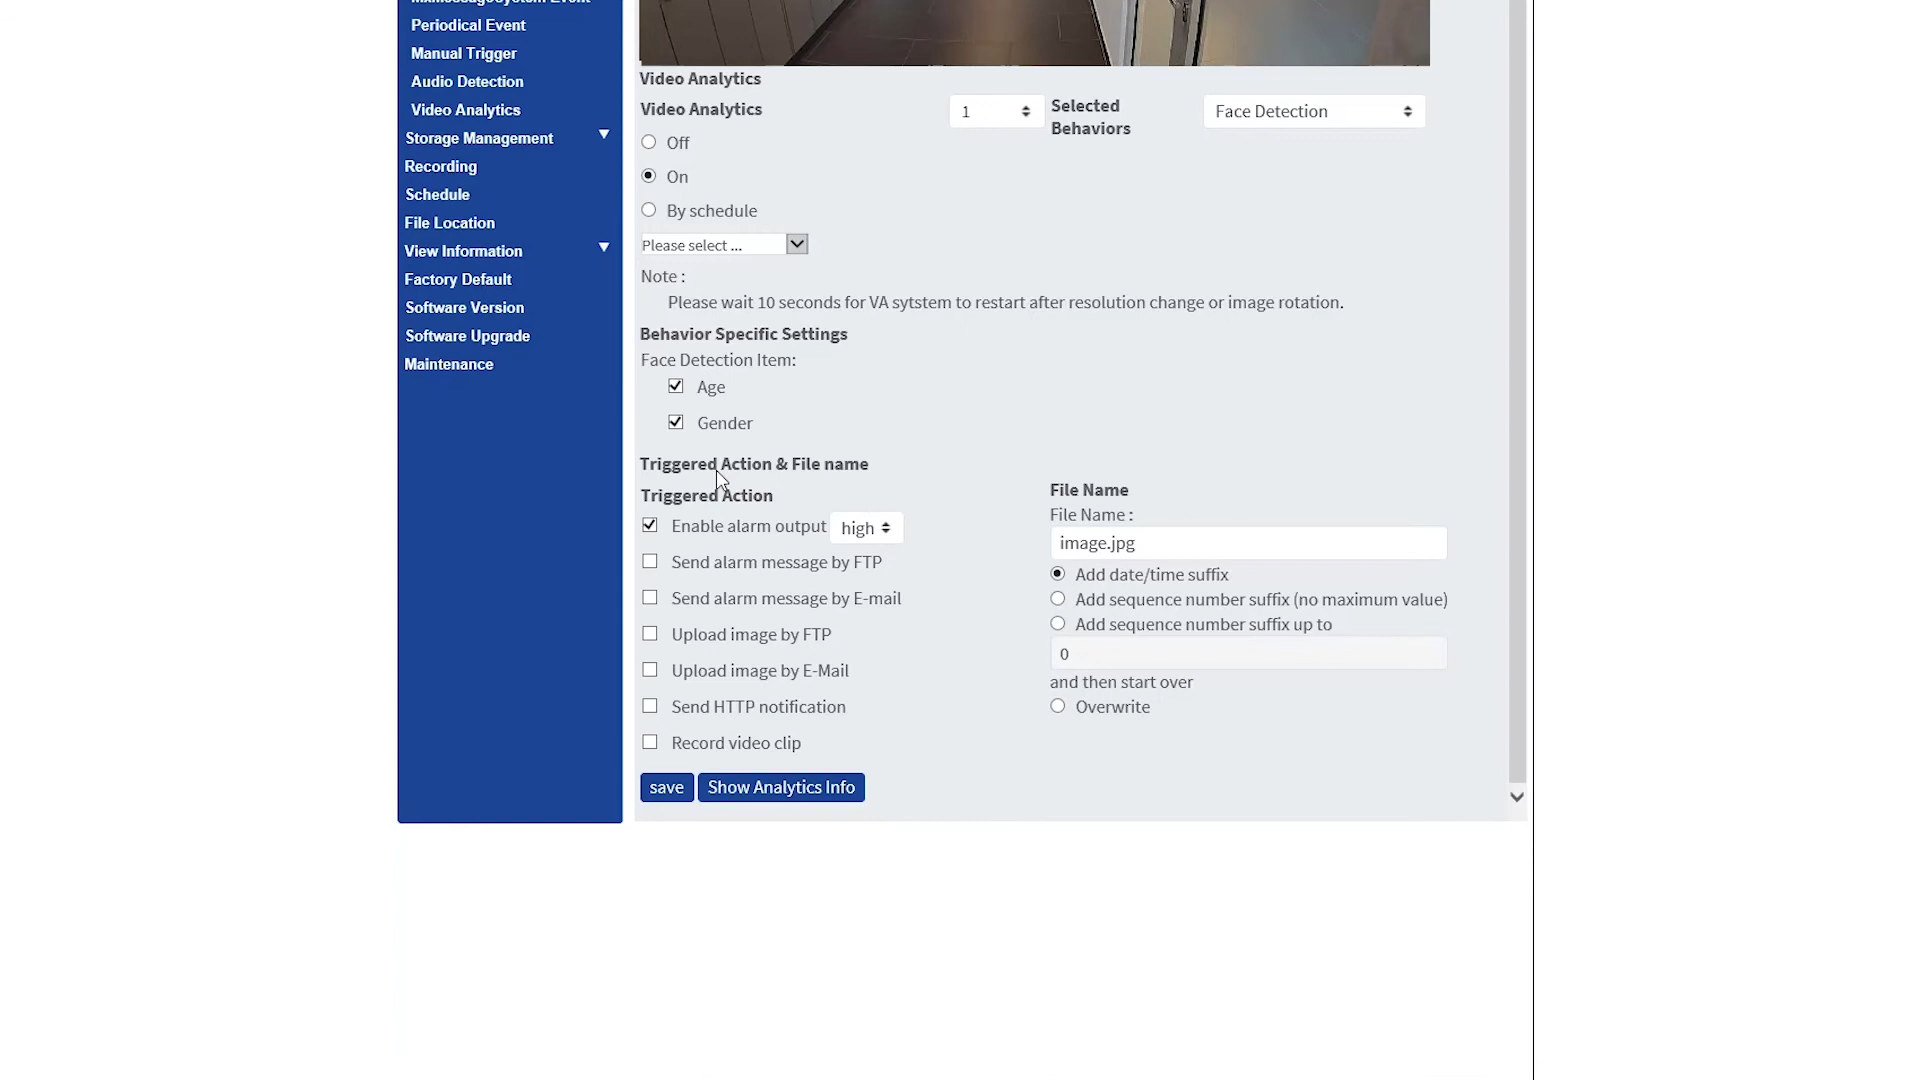 Periodical Event
Manual Trigger
Audio Detection
Video Analytics
Storage Management
Recording
Schedule
File Location
View Information
Factory Default
Software Version
Software Upgrade
Maintenance
Video Analytics
Video Analytics
1
Selected
Behaviors
Face Detection
Off
On
By schedule
Please select ...
Note :
Please wait 10 seconds for VA sytstem to restart after resolution change or image rotation.
Behavior Specific Settings
Face Detection Item:
Age
Gender
Triggered Action & File name
Triggered Action
Enable alarm output high
Send alarm message by FTP
Send alarm message by E-mail
Upload image by FTP
Upload image by E-Mail
Send HTTP notification
Record video clip
File Name
File Name :
image.jpg
Add date/time suffix
Add sequence number suffix (no maximum value)
Add sequence number suffix up to
0
and then start over
Overwrite
save
Show Analytics Info